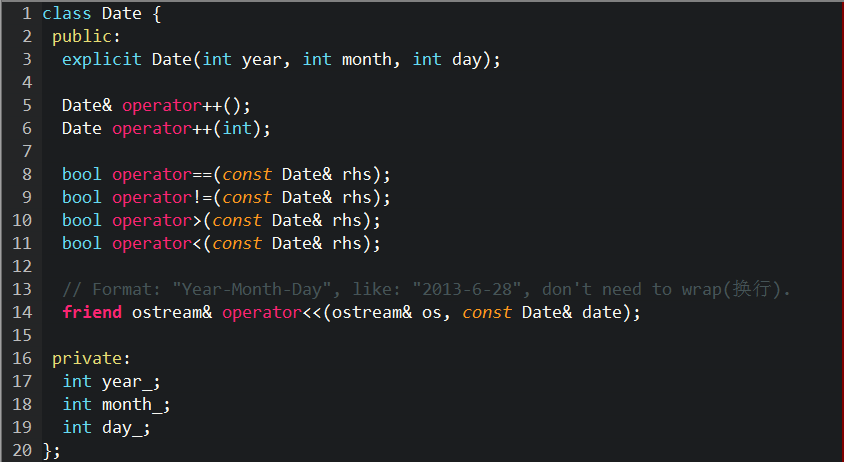 1 class Date {
2 public:
3 explicit Date(int year, int month, int day);
4
5 Date& operator++();
6 Date operator++(int);
7
8 bool operator==(const Date& rhs);
9 bool operator!=(const Date& rhs);
10 bool operator>(const Date& rhs);
11 bool operator<(const Date& rhs);
12
13 // Format: "Year-Month-Day", like: "2013-6-28", don't need to wrap(换行).
14 friend ostream& operator<<(ostream& os, const Date& date);
15
16 private:
17 int year_;
18 int month_;
19 int day_;
20 };